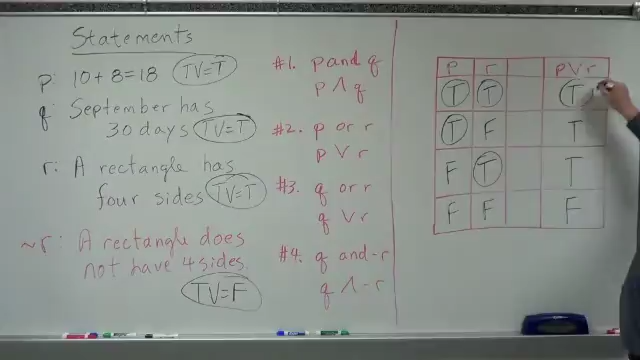 Statements
p: 10+8=18 TV=T
q: September has
30 days TV=T
r: A rectangle has
four sides TV=T
~r: A rectangle does
not have 4 sides.
TV=F
#1. p and q
p ∧ q
#2. p or r
p ∨ r
#3. q or r
q ∨ r
#4. q and -r
q ∧ -r
p r p∨r
T T T
T F T
F T T
F F F